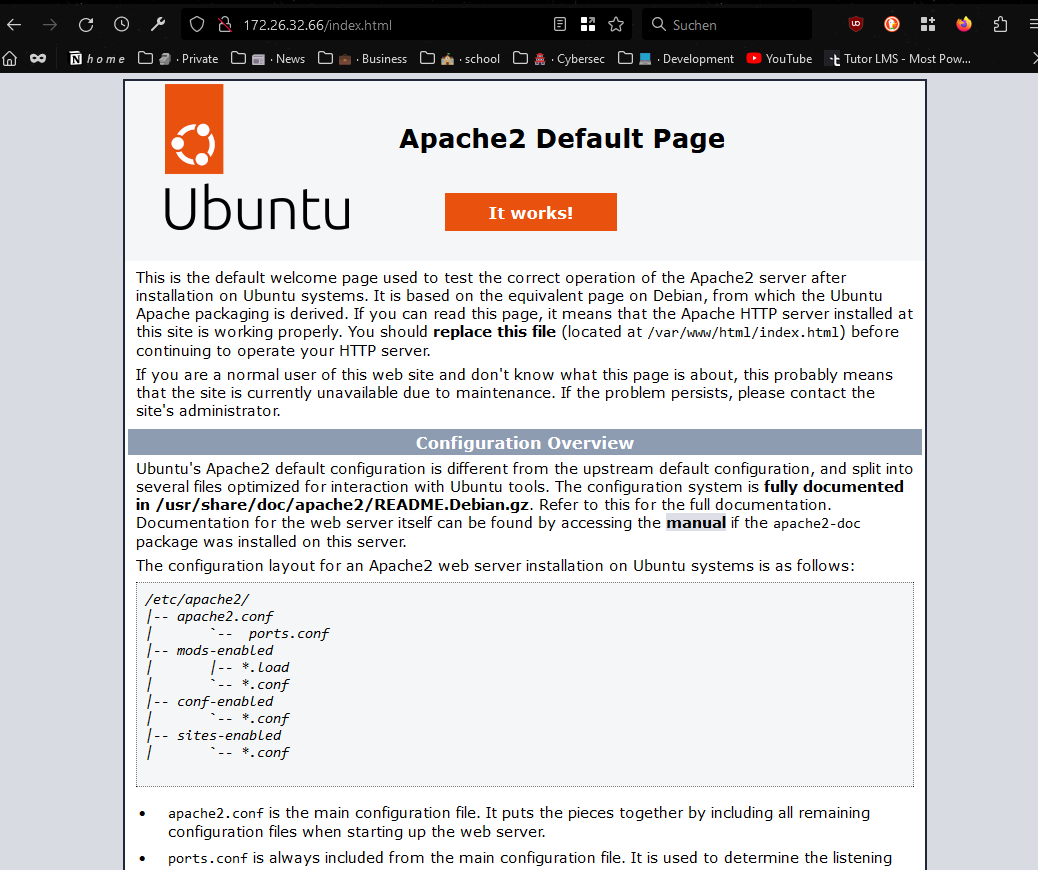 172.26.32.66/index.html
Suchen
home
· Private
· News
· Business
· school
· Cybersec
· Development
YouTube
Tutor LMS - Most Pow...
Apache2 Default Page
Ubuntu
It works!
This is the default welcome page used to test the correct operation of the Apache2 server after
installation on Ubuntu systems. It is based on the equivalent page on Debian, from which the Ubuntu
Apache packaging is derived. If you can read this page, it means that the Apache HTTP server installed at
this site is working properly. You should replace this file (located at /var/www/html/index.html) before
continuing to operate your HTTP server.
If you are a normal user of this web site and don't know what this page is about, this probably means
that the site is currently unavailable due to maintenance. If the problem persists, please contact the
site's administrator.
Configuration Overview
Ubuntu's Apache2 default configuration is different from the upstream default configuration, and split into
several files optimized for interaction with Ubuntu tools. The configuration system is fully documented
in /usr/share/doc/apache2/README.Debian.gz. Refer to this for the full documentation.
Documentation for the web server itself can be found by accessing the manual if the apache2-doc
package was installed on this server.
The configuration layout for an Apache2 web server installation on Ubuntu systems is as follows:
/etc/apache2/
|-- apache2.conf
|       `--  ports.conf
|-- mods-enabled
|       |-- *.load
|       `-- *.conf
|-- conf-enabled
|       `-- *.conf
|-- sites-enabled
|       `-- *.conf
• apache2.conf is the main configuration file. It puts the pieces together by including all remaining
configuration files when starting up the web server.
• ports.conf is always included from the main configuration file. It is used to determine the listening